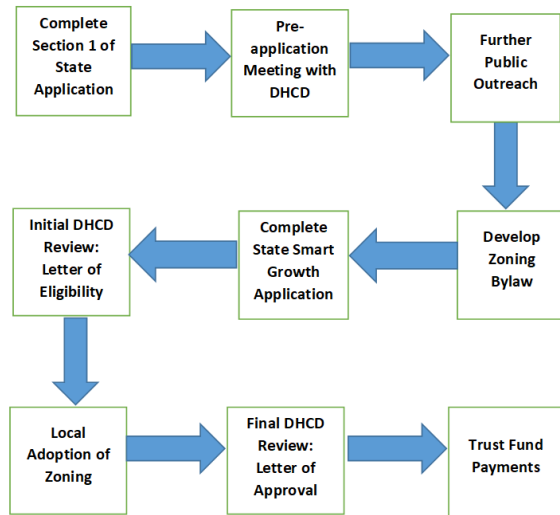 Complete
Section 1 of
State
Application
Pre-
application
Meeting with
DHCD
Further
Public
Outreach
Develop
Zoning
Bylaw
Complete
State Smart
Growth
Application
Initial DHCD
Review:
Letter of
Eligibility
Local
Adoption of
Zoning
Final DHCD
Review:
Letter of
Approval
Trust Fund
Payments